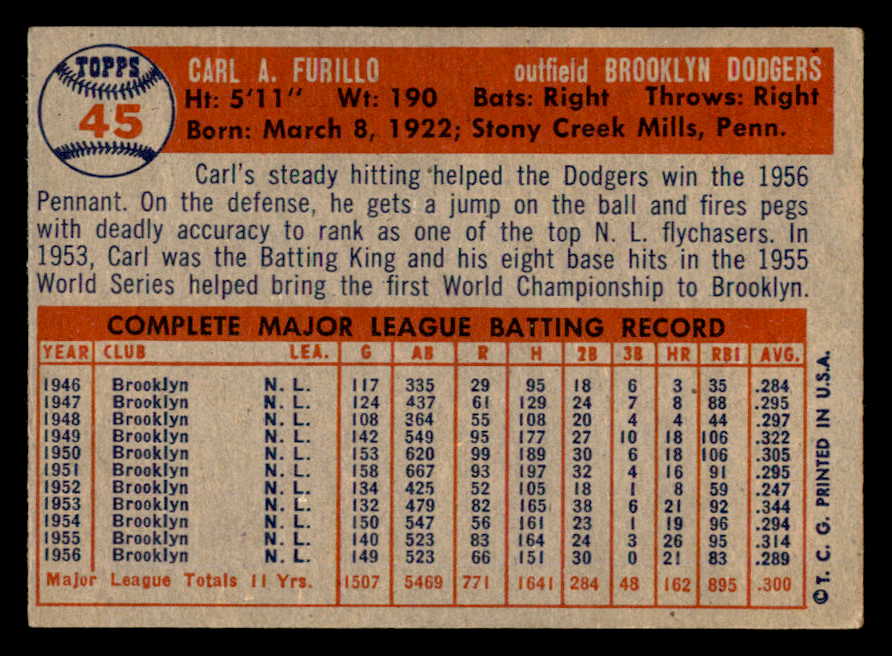 TOPPS
45
CARL A. FURILLO outfield BROOKLYN DODGERS
Ht: 5'11" Wt: 190 Bats: Right Throws: Right
Born: March 8, 1922; Stony Creek Mills, Penn.
Carl's steady hitting helped the Dodgers win the 1956
Pennant. On the defense, he gets a jump on the ball and fires pegs
with deadly accuracy to rank as one of the top N. L. flychasers. In
1953, Carl was the Batting King and his eight base hits in the 1955
World Series helped bring the first World Championship to Brooklyn.
COMPLETE MAJOR LEAGUE BATTING RECORD
YEAR CLUB LEA. G AB R H 2B 3B HR RBI AVG.
1946 Brooklyn N. L. 117 335 29 95 18 6 3 35 .284
1947 Brooklyn N. L. 124 437 61 129 24 7 8 88 .295
1948 Brooklyn N. L. 108 364 55 108 20 4 4 44 .297
1949 Brooklyn N. L. 142 549 95 177 27 10 18 106 .322
1950 Brooklyn N. L. 153 620 99 189 30 6 18 106 .305
1951 Brooklyn N. L. 158 667 93 197 32 4 16 91 .295
1952 Brooklyn N. L. 134 425 52 105 18 1 8 59 .247
1953 Brooklyn N. L. 132 479 82 165 38 6 21 92 .344
1954 Brooklyn N. L. 150 547 56 161 23 1 19 96 .294
1955 Brooklyn N. L. 140 523 83 164 24 3 26 95 .314
1956 Brooklyn N. L. 149 523 66 151 30 0 21 83 .289
Major League Totals 11 Yrs. 1507 5469 771 1641 284 48 162 895 .300
©T. C. G. PRINTED IN U.S.A.